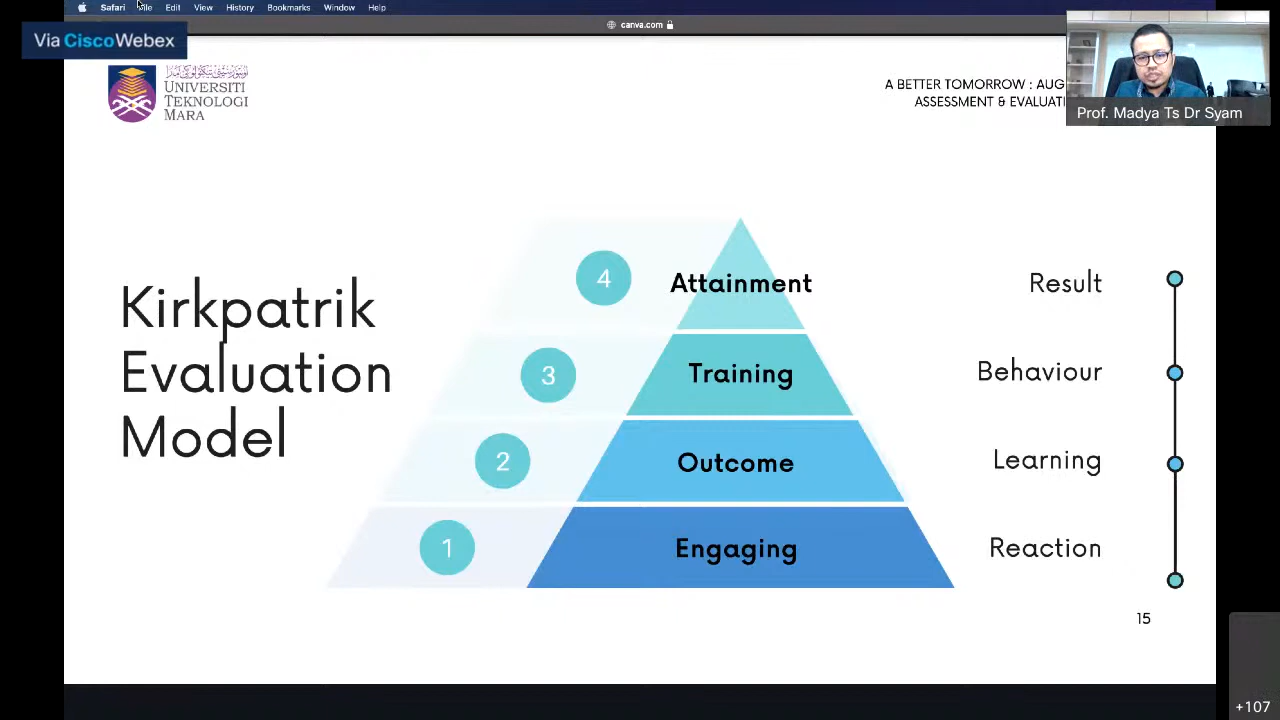 Safari File Edit View History Bookmarks Window Help
canva.com
Via CiscoWebex
UNIVERSITI
TEKNOLOGI
MARA
A BETTER TOMORROW : AUG
ASSESSMENT & EVALUATI
Prof. Madya Ts Dr Syam
Kirkpatrik
Evaluation
Model
4 Attainment Result
3 Training Behaviour
2 Outcome Learning
1 Engaging Reaction
15
+107